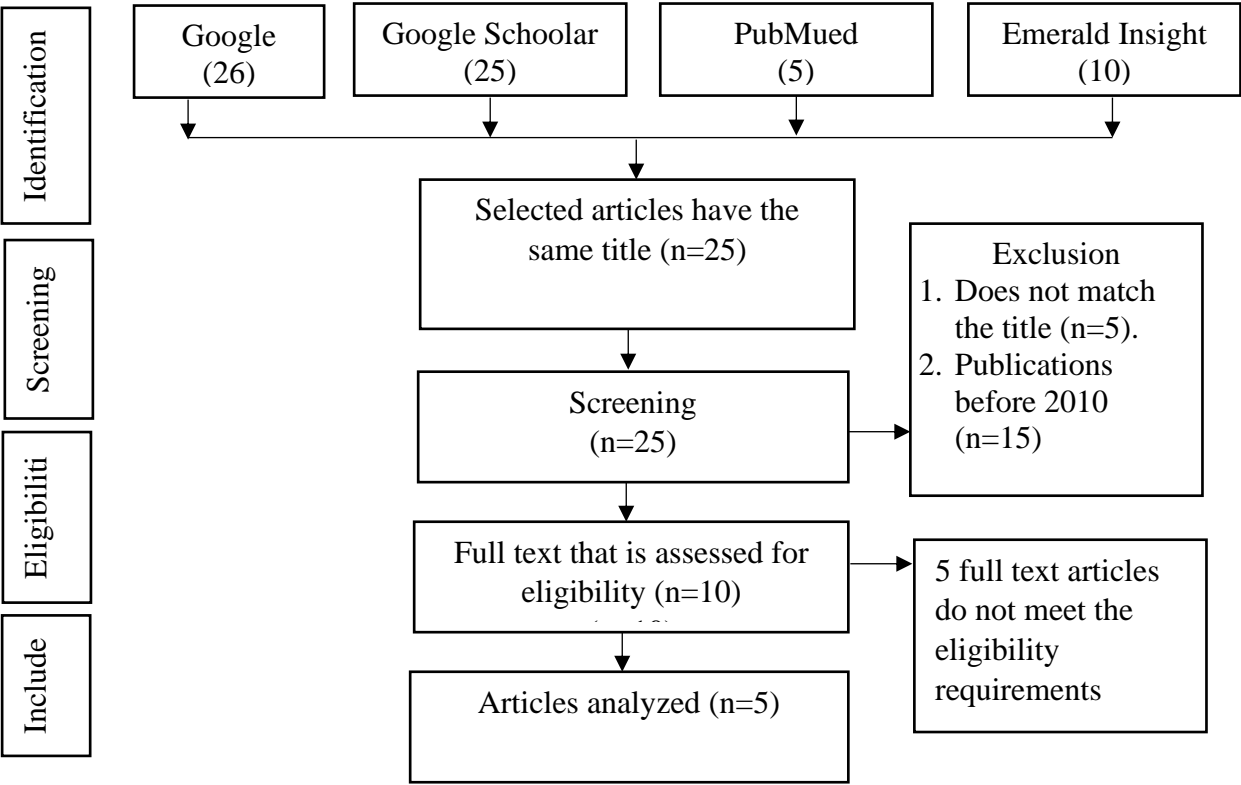 Identification
Google
(26)
Google Schoolar
(25)
PubMued
(5)
Emerald Insight
(10)
Selected articles have the
same title (n=25)
Screening
Exclusion
1. Does not match
the title (n=5).
2. Publications
before 2010
(n=15)
Screening
(n=25)
Eligibiliti
Full text that is assessed for
eligibility (n=10)
5 full text articles
do not meet the
eligibility
requirements
Include
Articles analyzed (n=5)